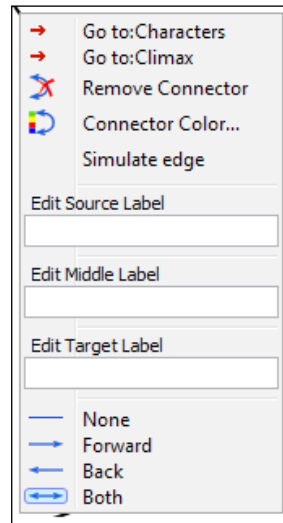 Go to:Characters
Go to:Climax
Remove Connector
Connector Color...
Simulate edge
Edit Source Label
Edit Middle Label
Edit Target Label
None
Forward
Back
Both